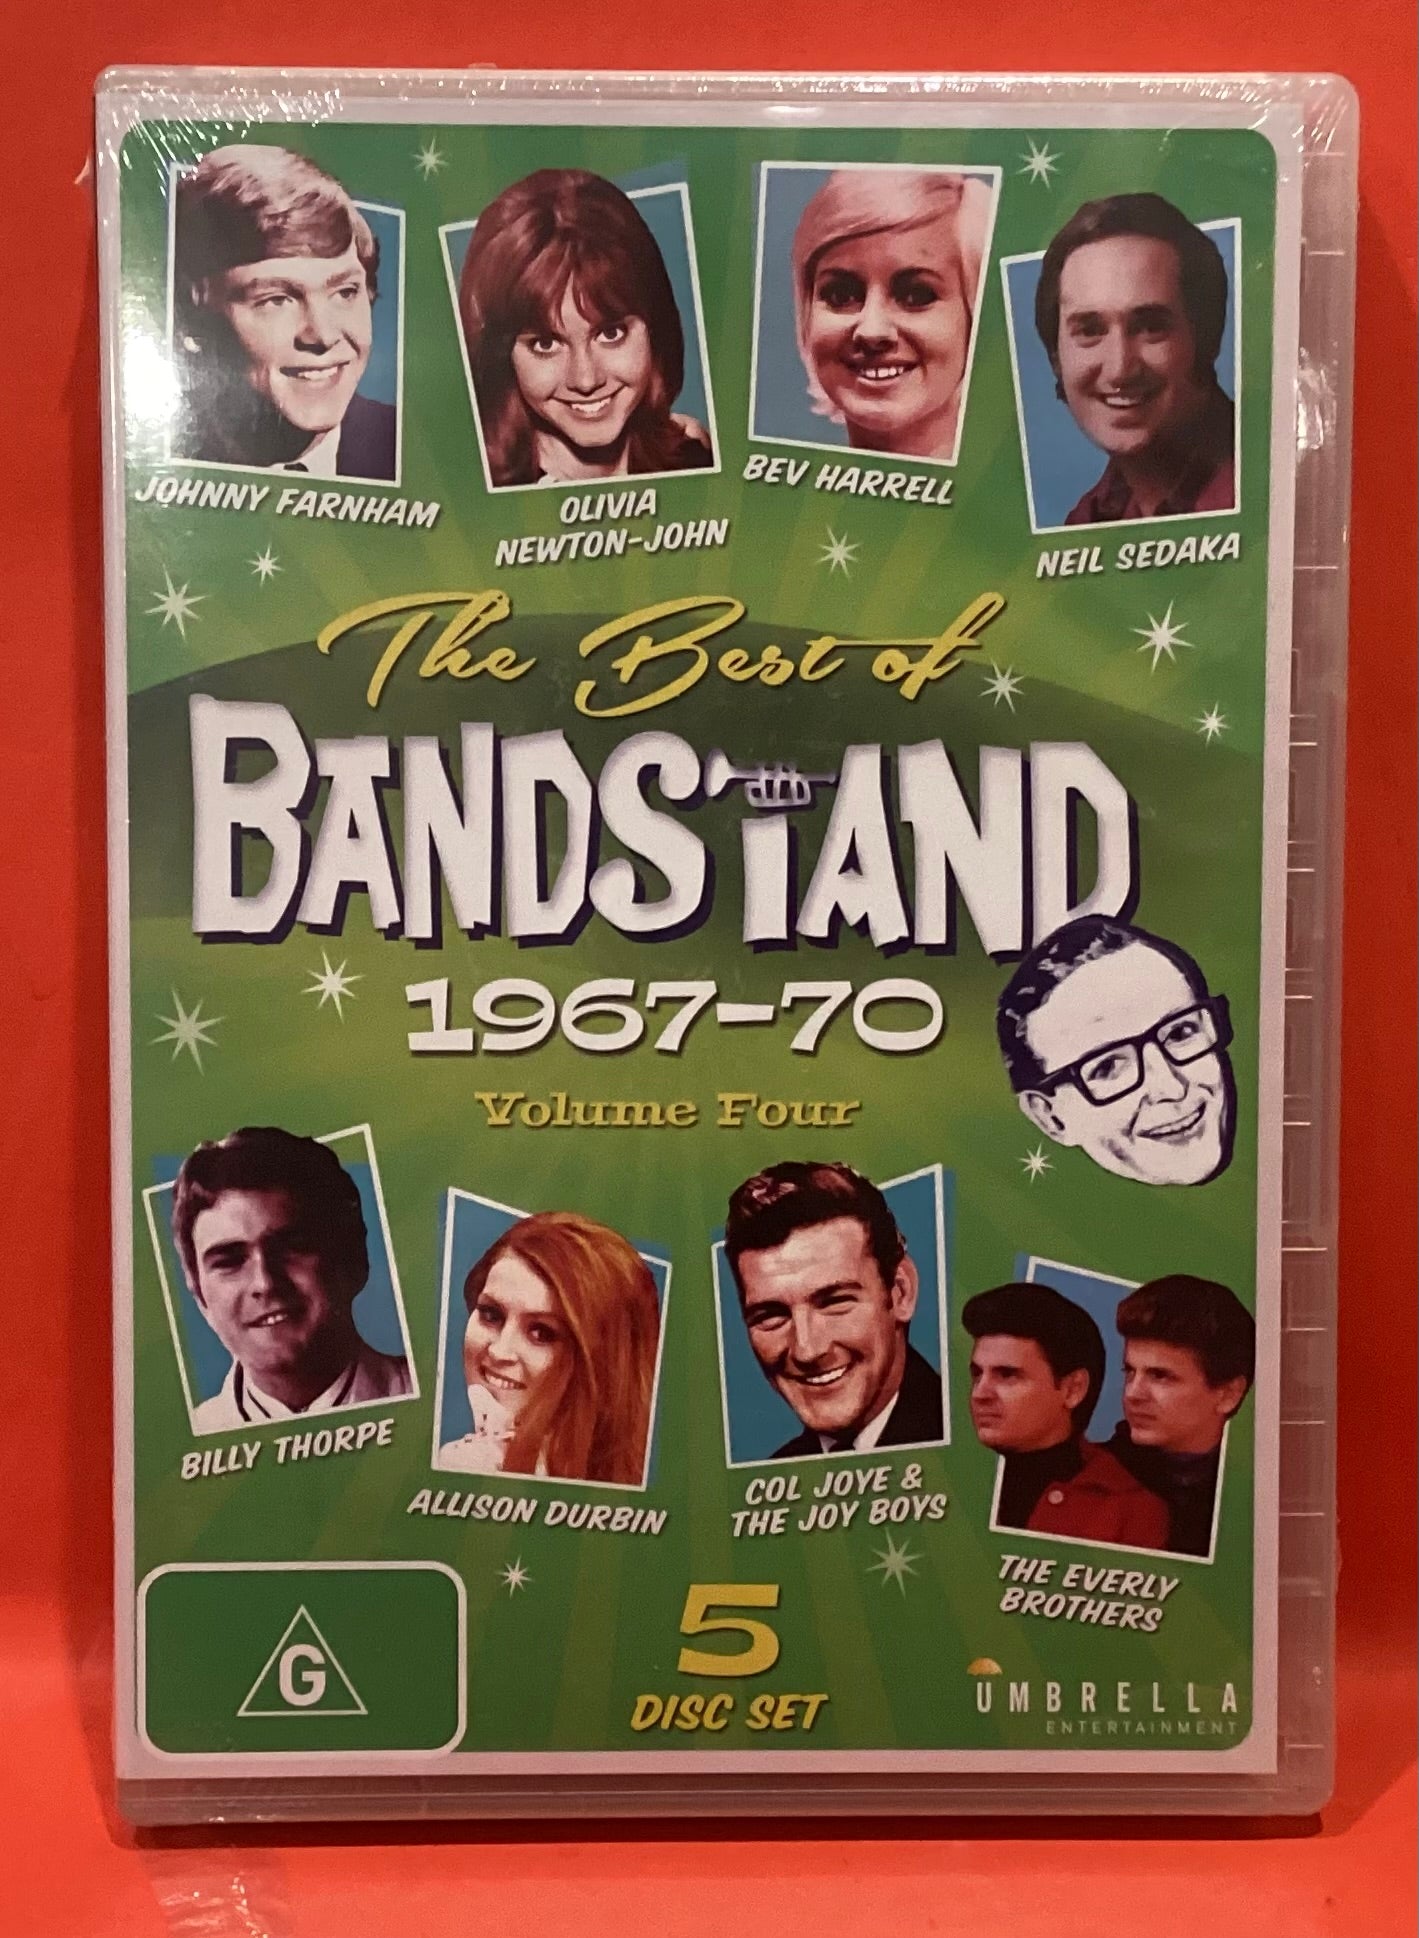 JOHNNY FARNHAM
OLIVIA
NEWTON-JOHN
BEV HARRELL
NEIL SEDAKA
The Best of
BANDSTAND
1967-70
Volume Four
BILLY THORPE
ALLISON DURBIN
COL JOYE &
THE JOY BOYS
THE EVERLY
BROTHERS
G
5
DISC SET
UMBRELLA
ENTERTAINMENT